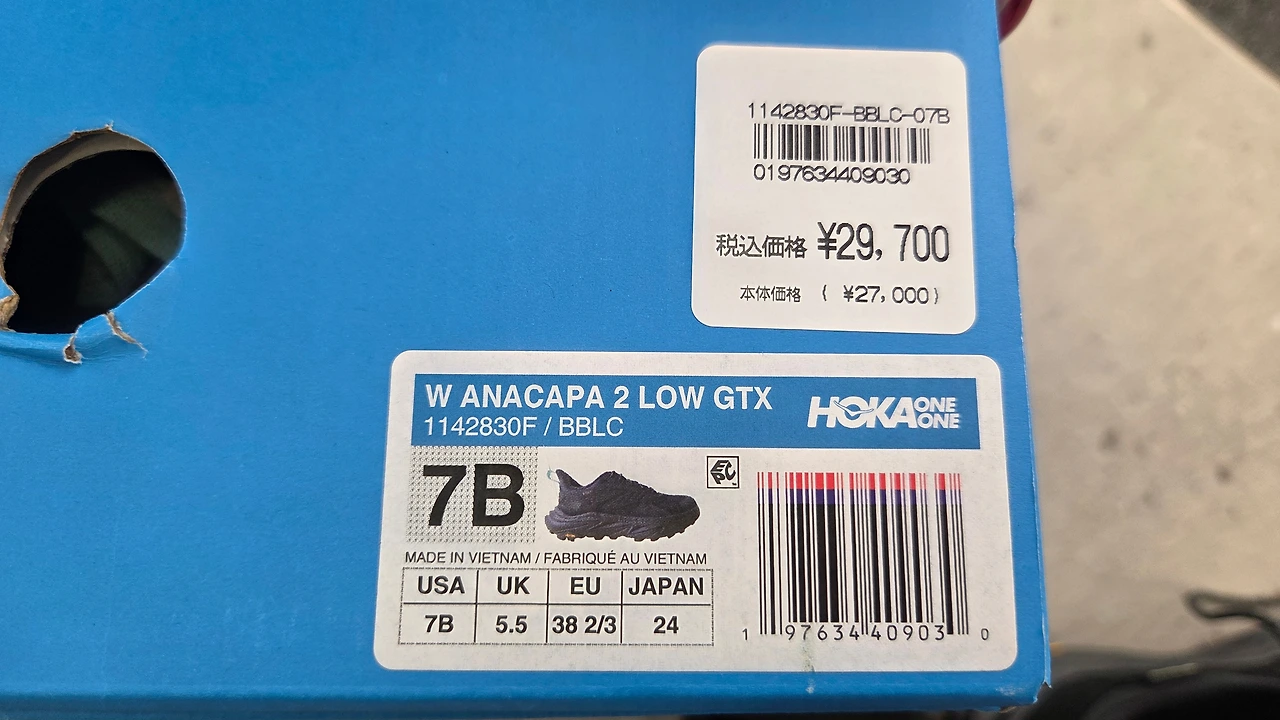 1142830F-BBLC-07B
0197634409030
税込価格 ¥29,700
本体価格 ( ¥27,000)
W ANACAPA 2 LOW GTX
1142830F / BBLC
HOKA ONE ONE
7B
EC PC
MADE IN VIETNAM / FABRIQUÉ AU VIETNAM
USA UK EU JAPAN
7B 5.5 38 2/3 24
1 97634 40903 0